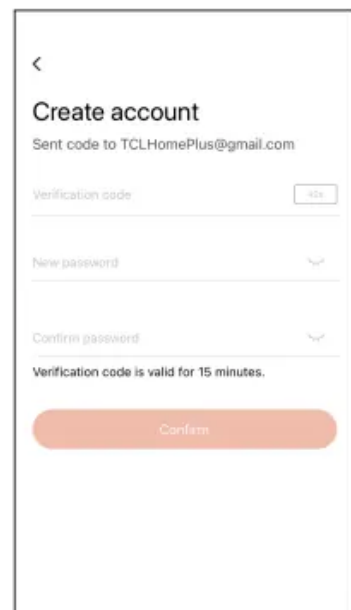 Create account
Sent code to TCLHomePlus@gmail.com
Verification code
New password
Confirm password
Verification code is valid for 15 minutes.
Confirm